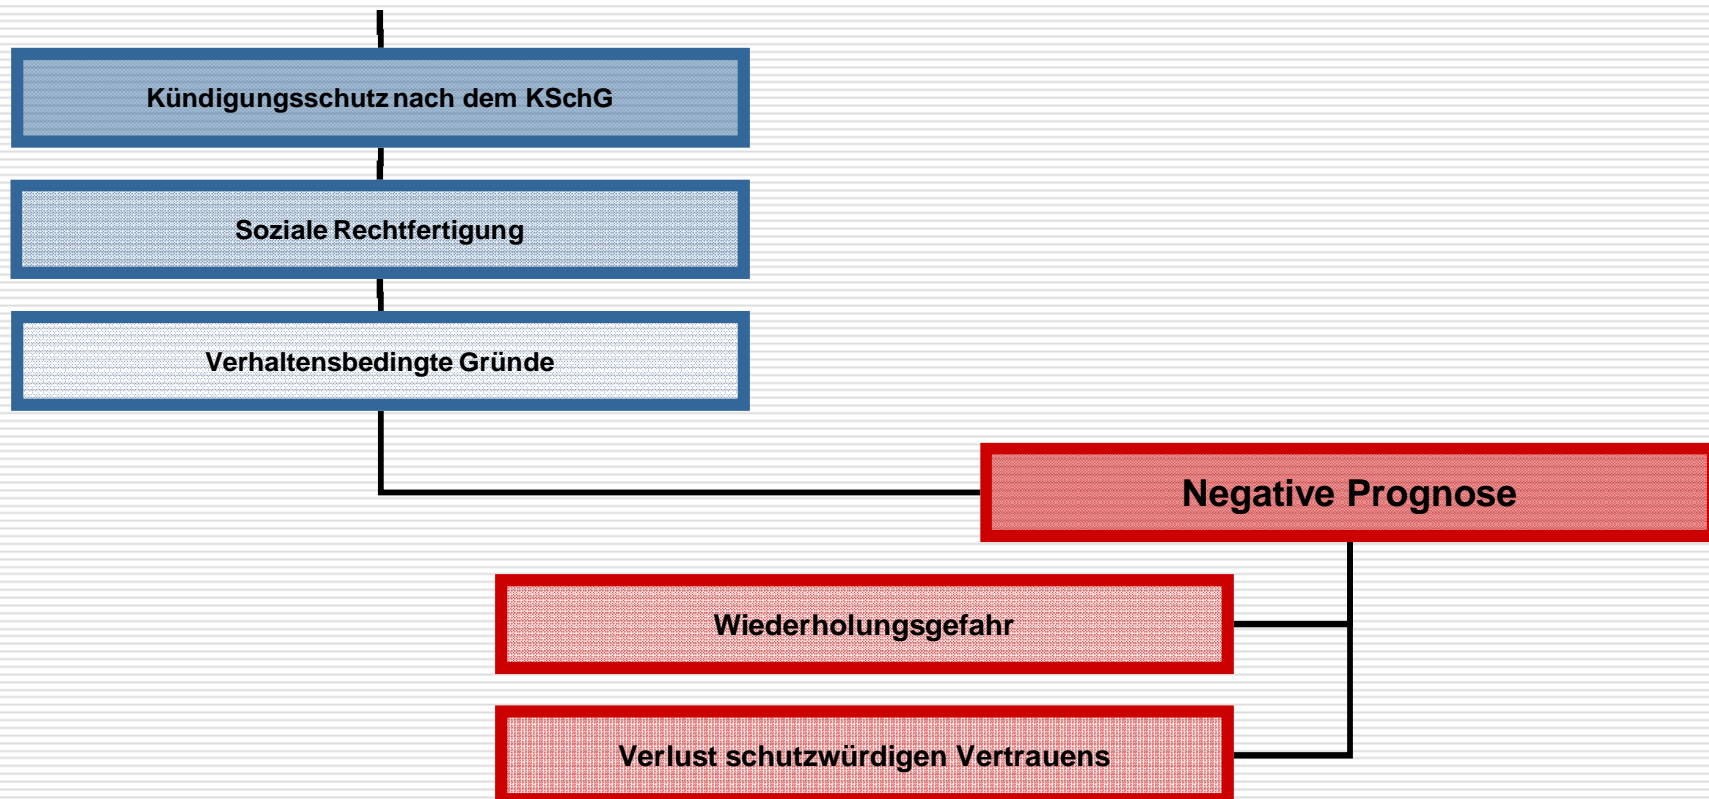 Kündigungsschutz nach dem KSchG
Soziale Rechtfertigung
Verhaltensbedingte Gründe
Negative Prognose
Wiederholungsgefahr
Verlust schutzwürdigen Vertrauens